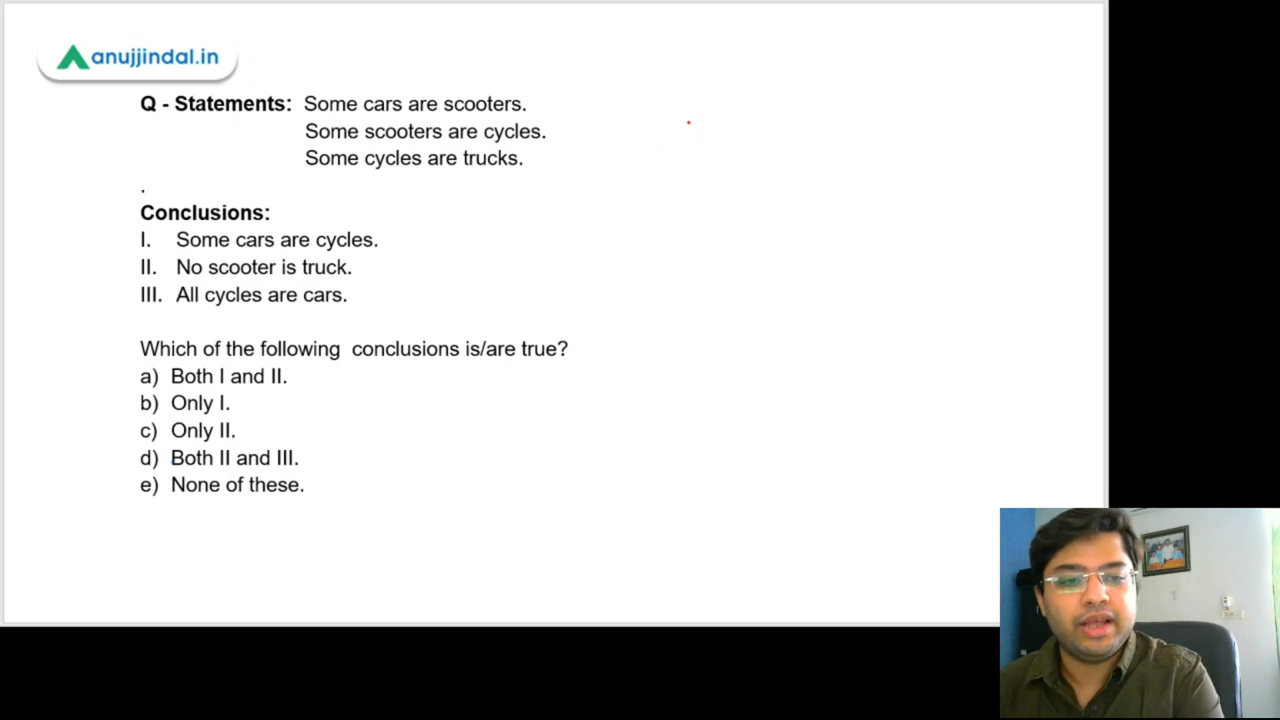 anujjindal.in
Q - Statements: Some cars are scooters.
Some scooters are cycles.
Some cycles are trucks.
.
Conclusions:
I. Some cars are cycles.
II. No scooter is truck.
III. All cycles are cars.
Which of the following conclusions is/are true?
a) Both I and II.
b) Only I.
c) Only II.
d) Both II and III.
e) None of these.